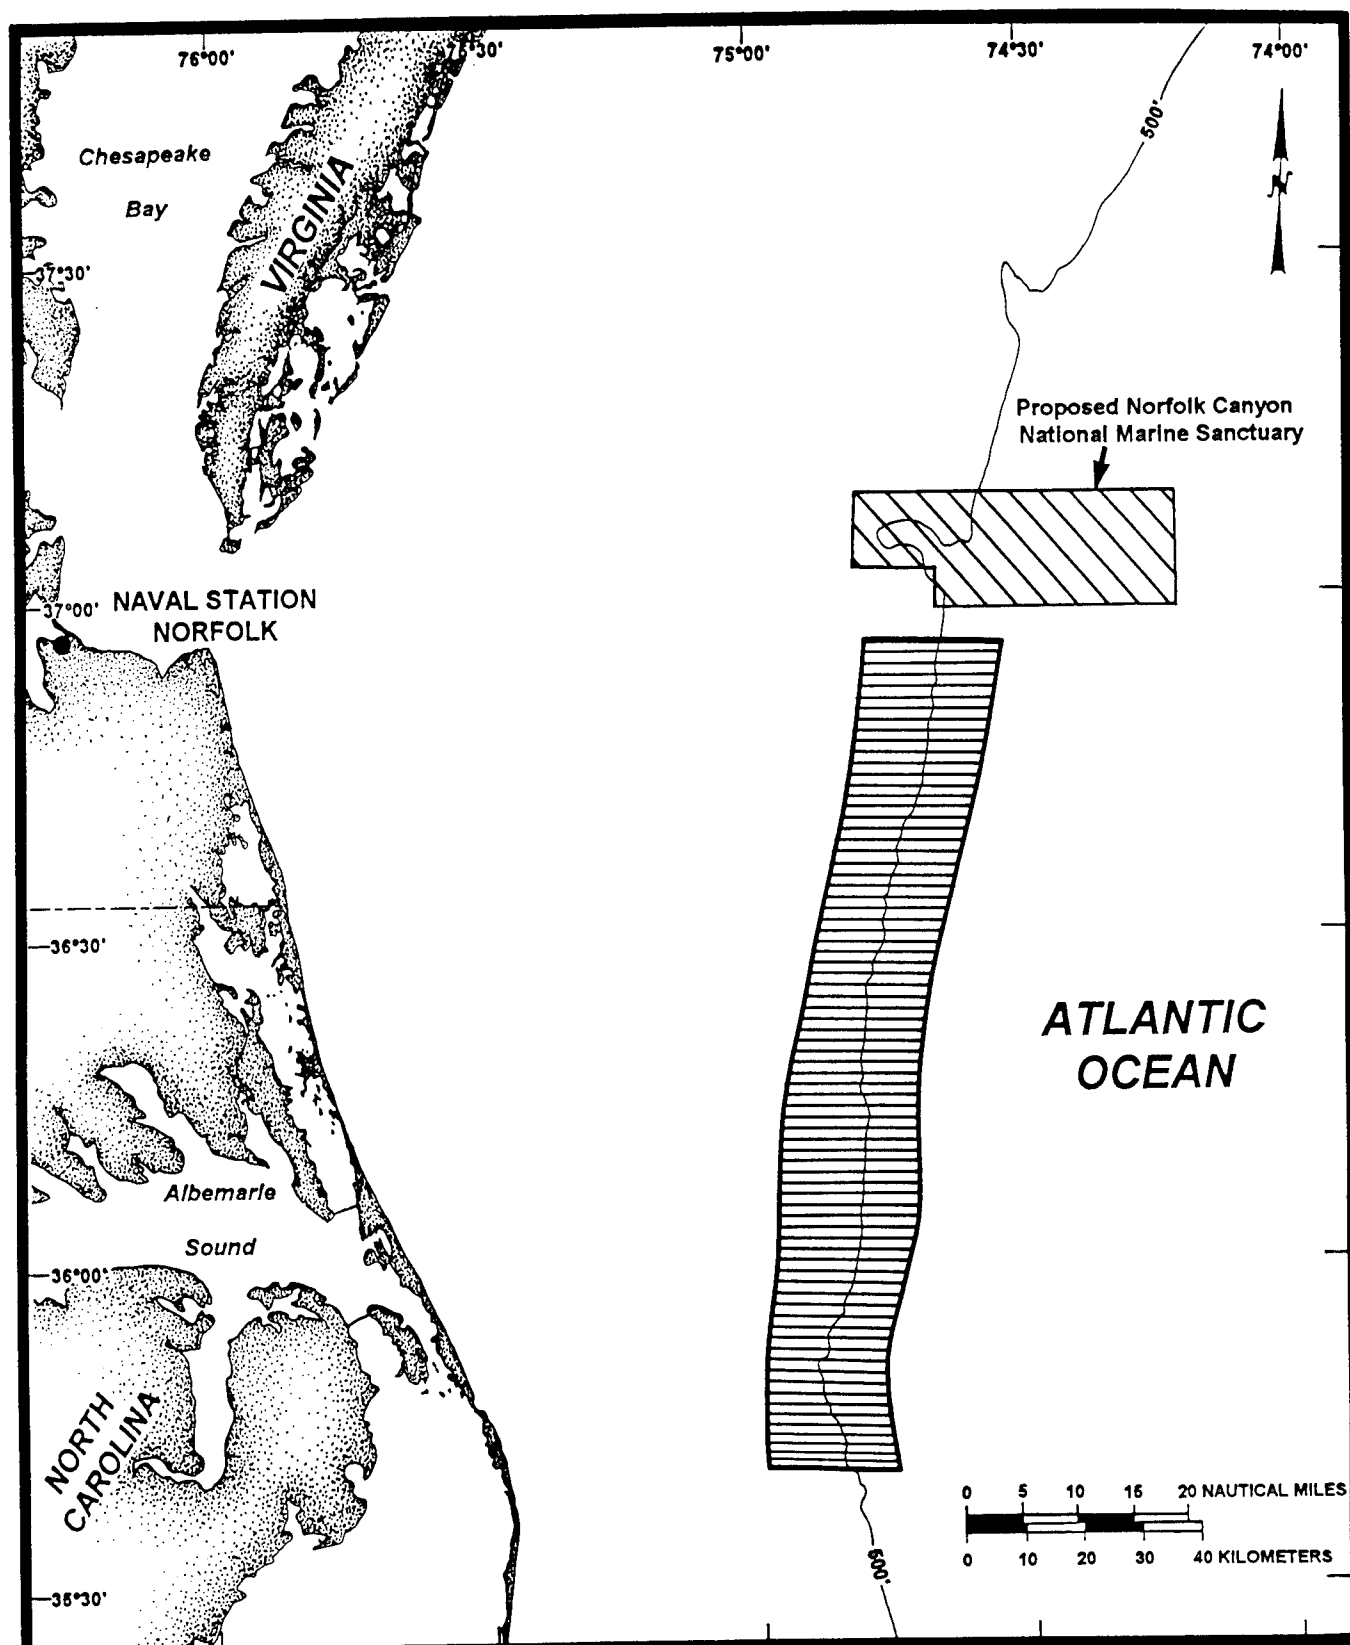 76°00'
75°30'
75°00'
74°30'
74°00'
500'
N
Chesapeake
Bay
VIRGINIA
37°30'
Proposed Norfolk Canyon
National Marine Sanctuary
37°00'
NAVAL STATION
NORFOLK
36°30'
ATLANTIC
OCEAN
Albemarle
Sound
36°00'
NORTH
CAROLINA
0 5 10 15 20 NAUTICAL MILES
0 10 20 30 40 KILOMETERS
600'
35°30'